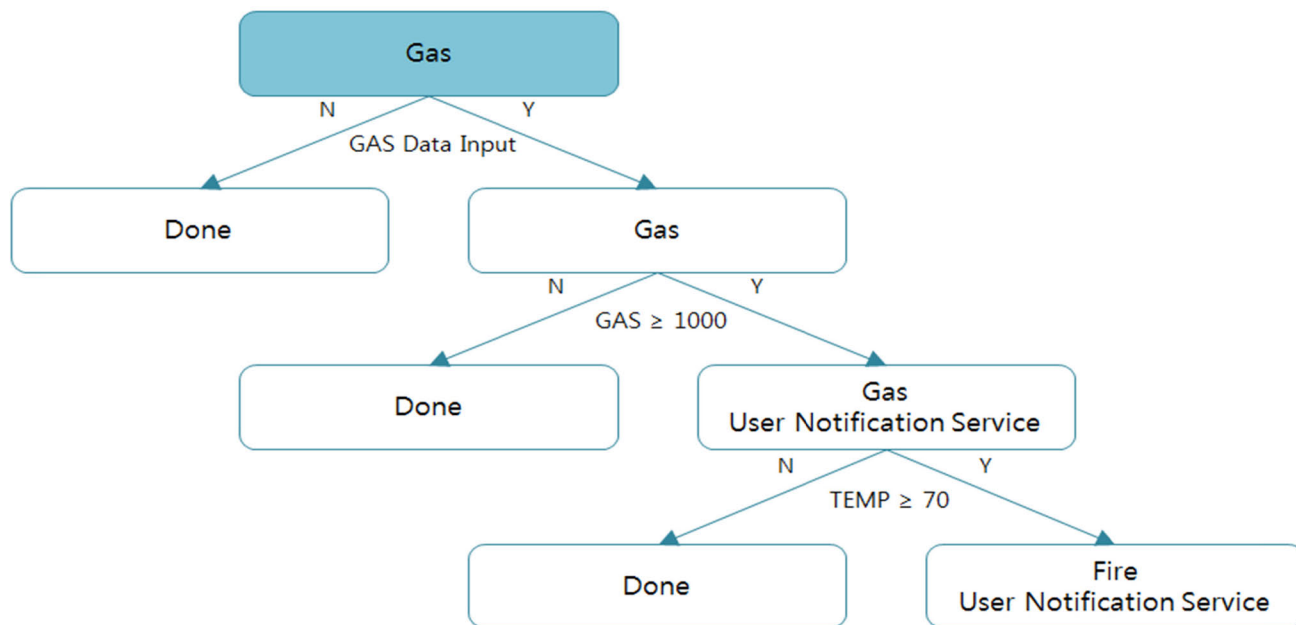 Gas
N
Y
GAS Data Input
Done
Gas
N
Y
GAS ≥ 1000
Done
Gas
User Notification Service
N
Y
TEMP ≥ 70
Done
Fire
User Notification Service